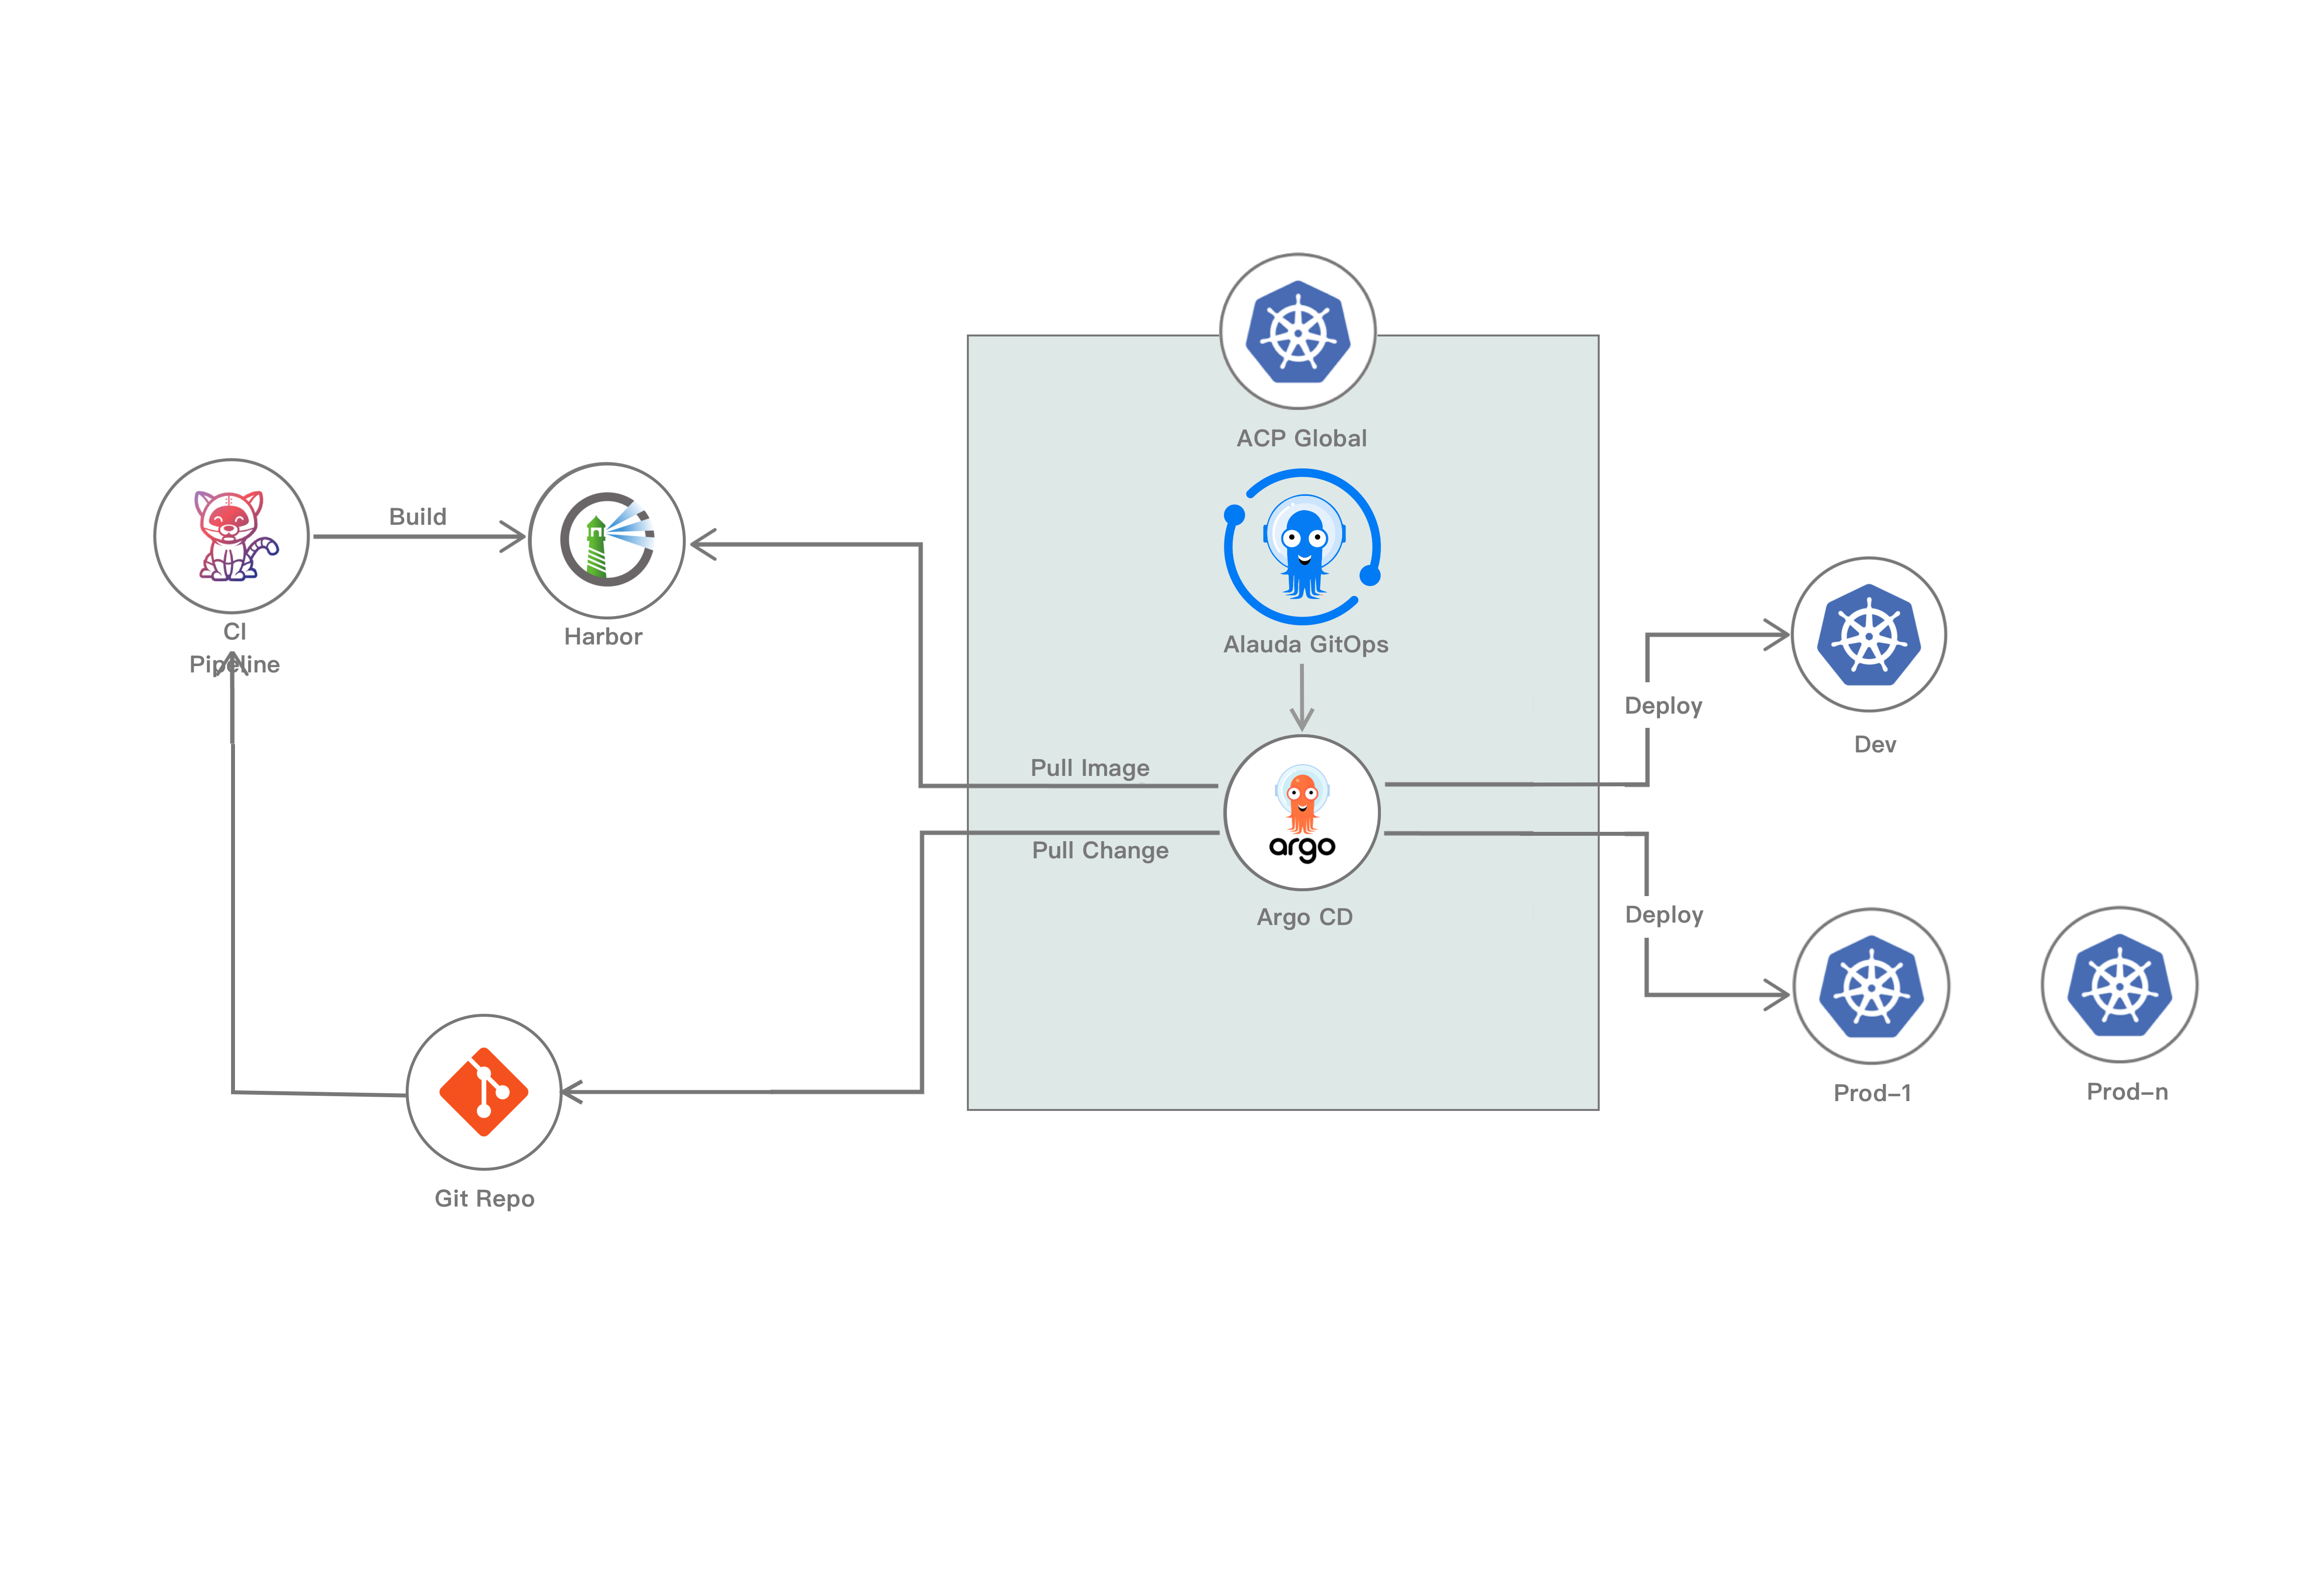 ACP Global
Build
CI
Pipeline
Harbor
Alauda GitOps
Deploy
Dev
Pull Image
argo
Pull Change
Argo CD
Deploy
Prod-1
Prod-n
Git Repo